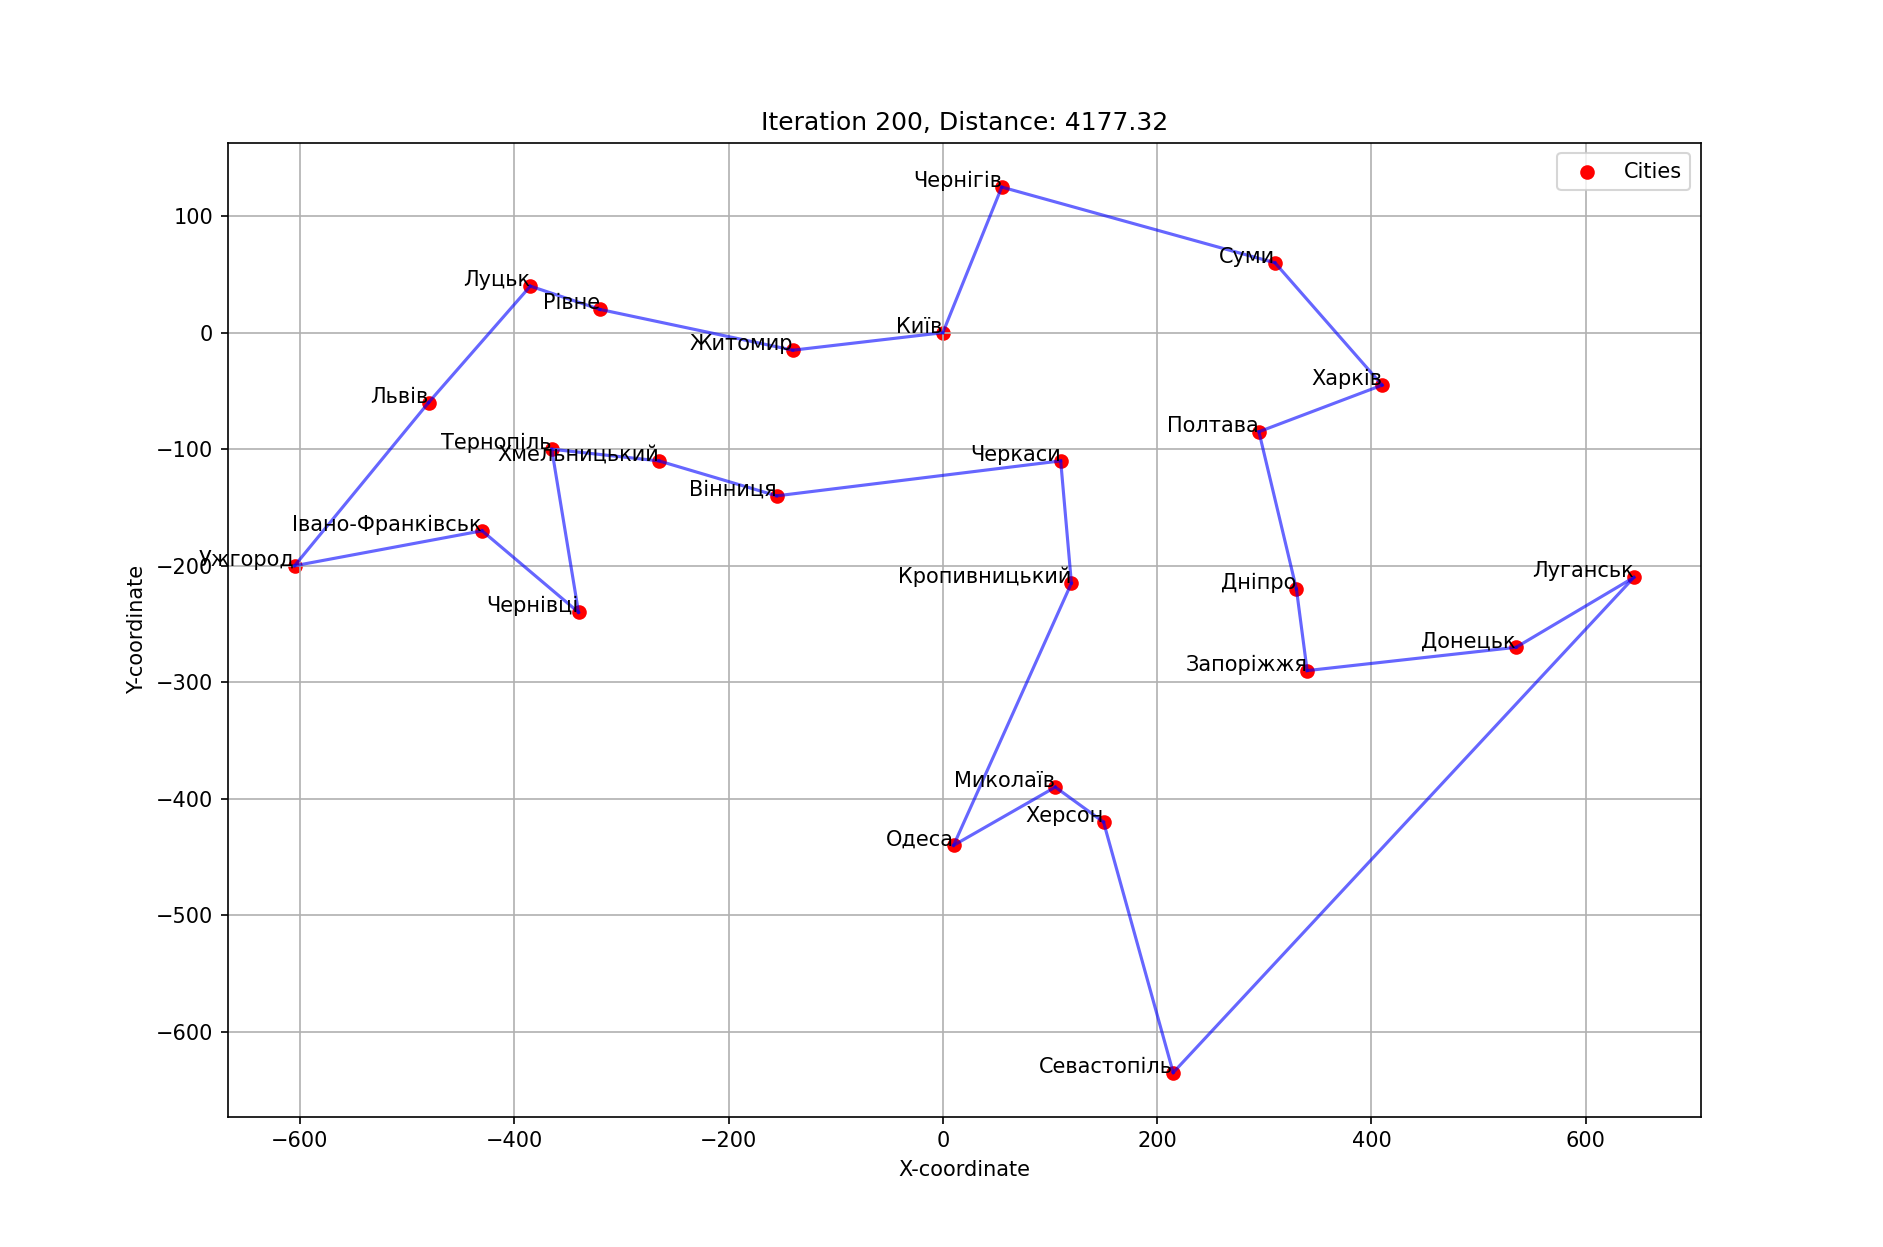 Iteration 200, Distance: 4177.32
Cities
Чернігів
Суми
Луцьк
Рівне
Київ
Житомир
Харків
Львів
Полтава
Тернопіль
Хмельницький
Черкаси
Вінниця
Івано-Франківськ
Ужгород
Кропивницький
Дніпро
Луганськ
Чернівці
Донецьк
Запоріжжя
Миколаїв
Херсон
Одеса
Севастопіль
100
0
−100
−200
−300
−400
−500
−600
Y-coordinate
−600
−400
−200
0
200
400
600
X-coordinate